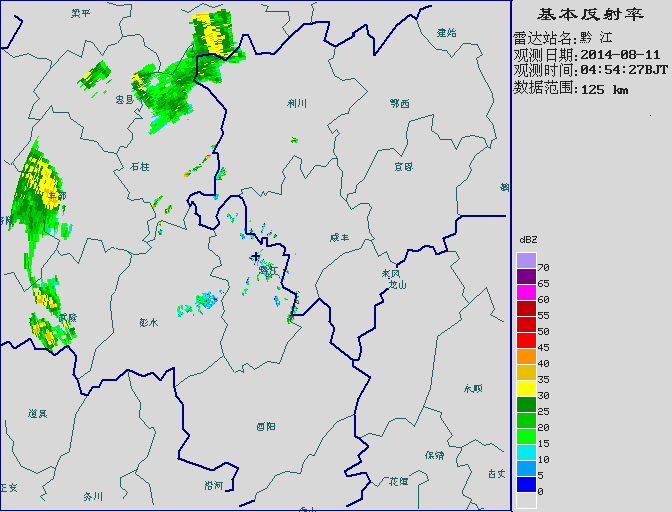 基本反射率
雷达站名:黔 江
观测日期:2014-08-11
观测时间:04:54:27BJT
数据范围:125 km
dBZ
70
65
60
55
50
45
40
35
30
25
20
15
10
5
0
梁平
建始
忠县
利川
鄂西
石柱
宣恩
丰都
咸丰
黔江
来凤
龙山
武隆
彭水
永顺
道真
酉阳
保靖
古丈
花垣
正安
务川
沿河